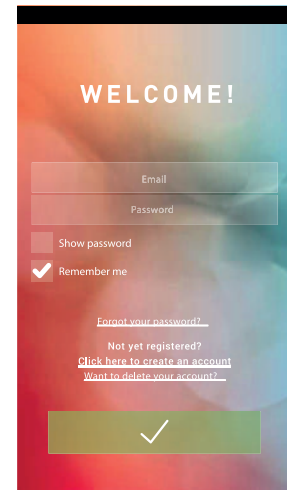 WELCOME!
Email
Password
Show password
Remember me
Forgot your password?
Not yet registered?
Click here to create an account
Want to delete your account?